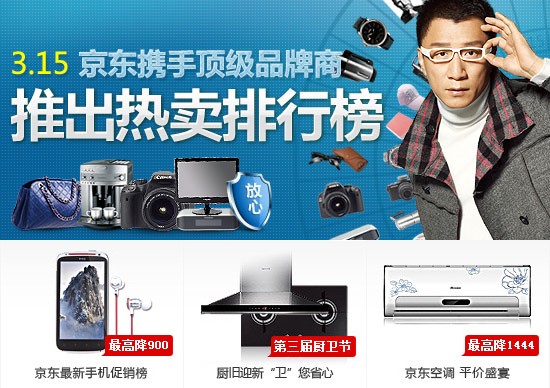 3.15 京东携手顶级品牌商
推出热卖排行榜
Canon
放心
最高降900
第三届厨卫节
最高降1444
京东最新手机促销榜
厨旧迎新“卫”您省心
京东空调 平价盛宴